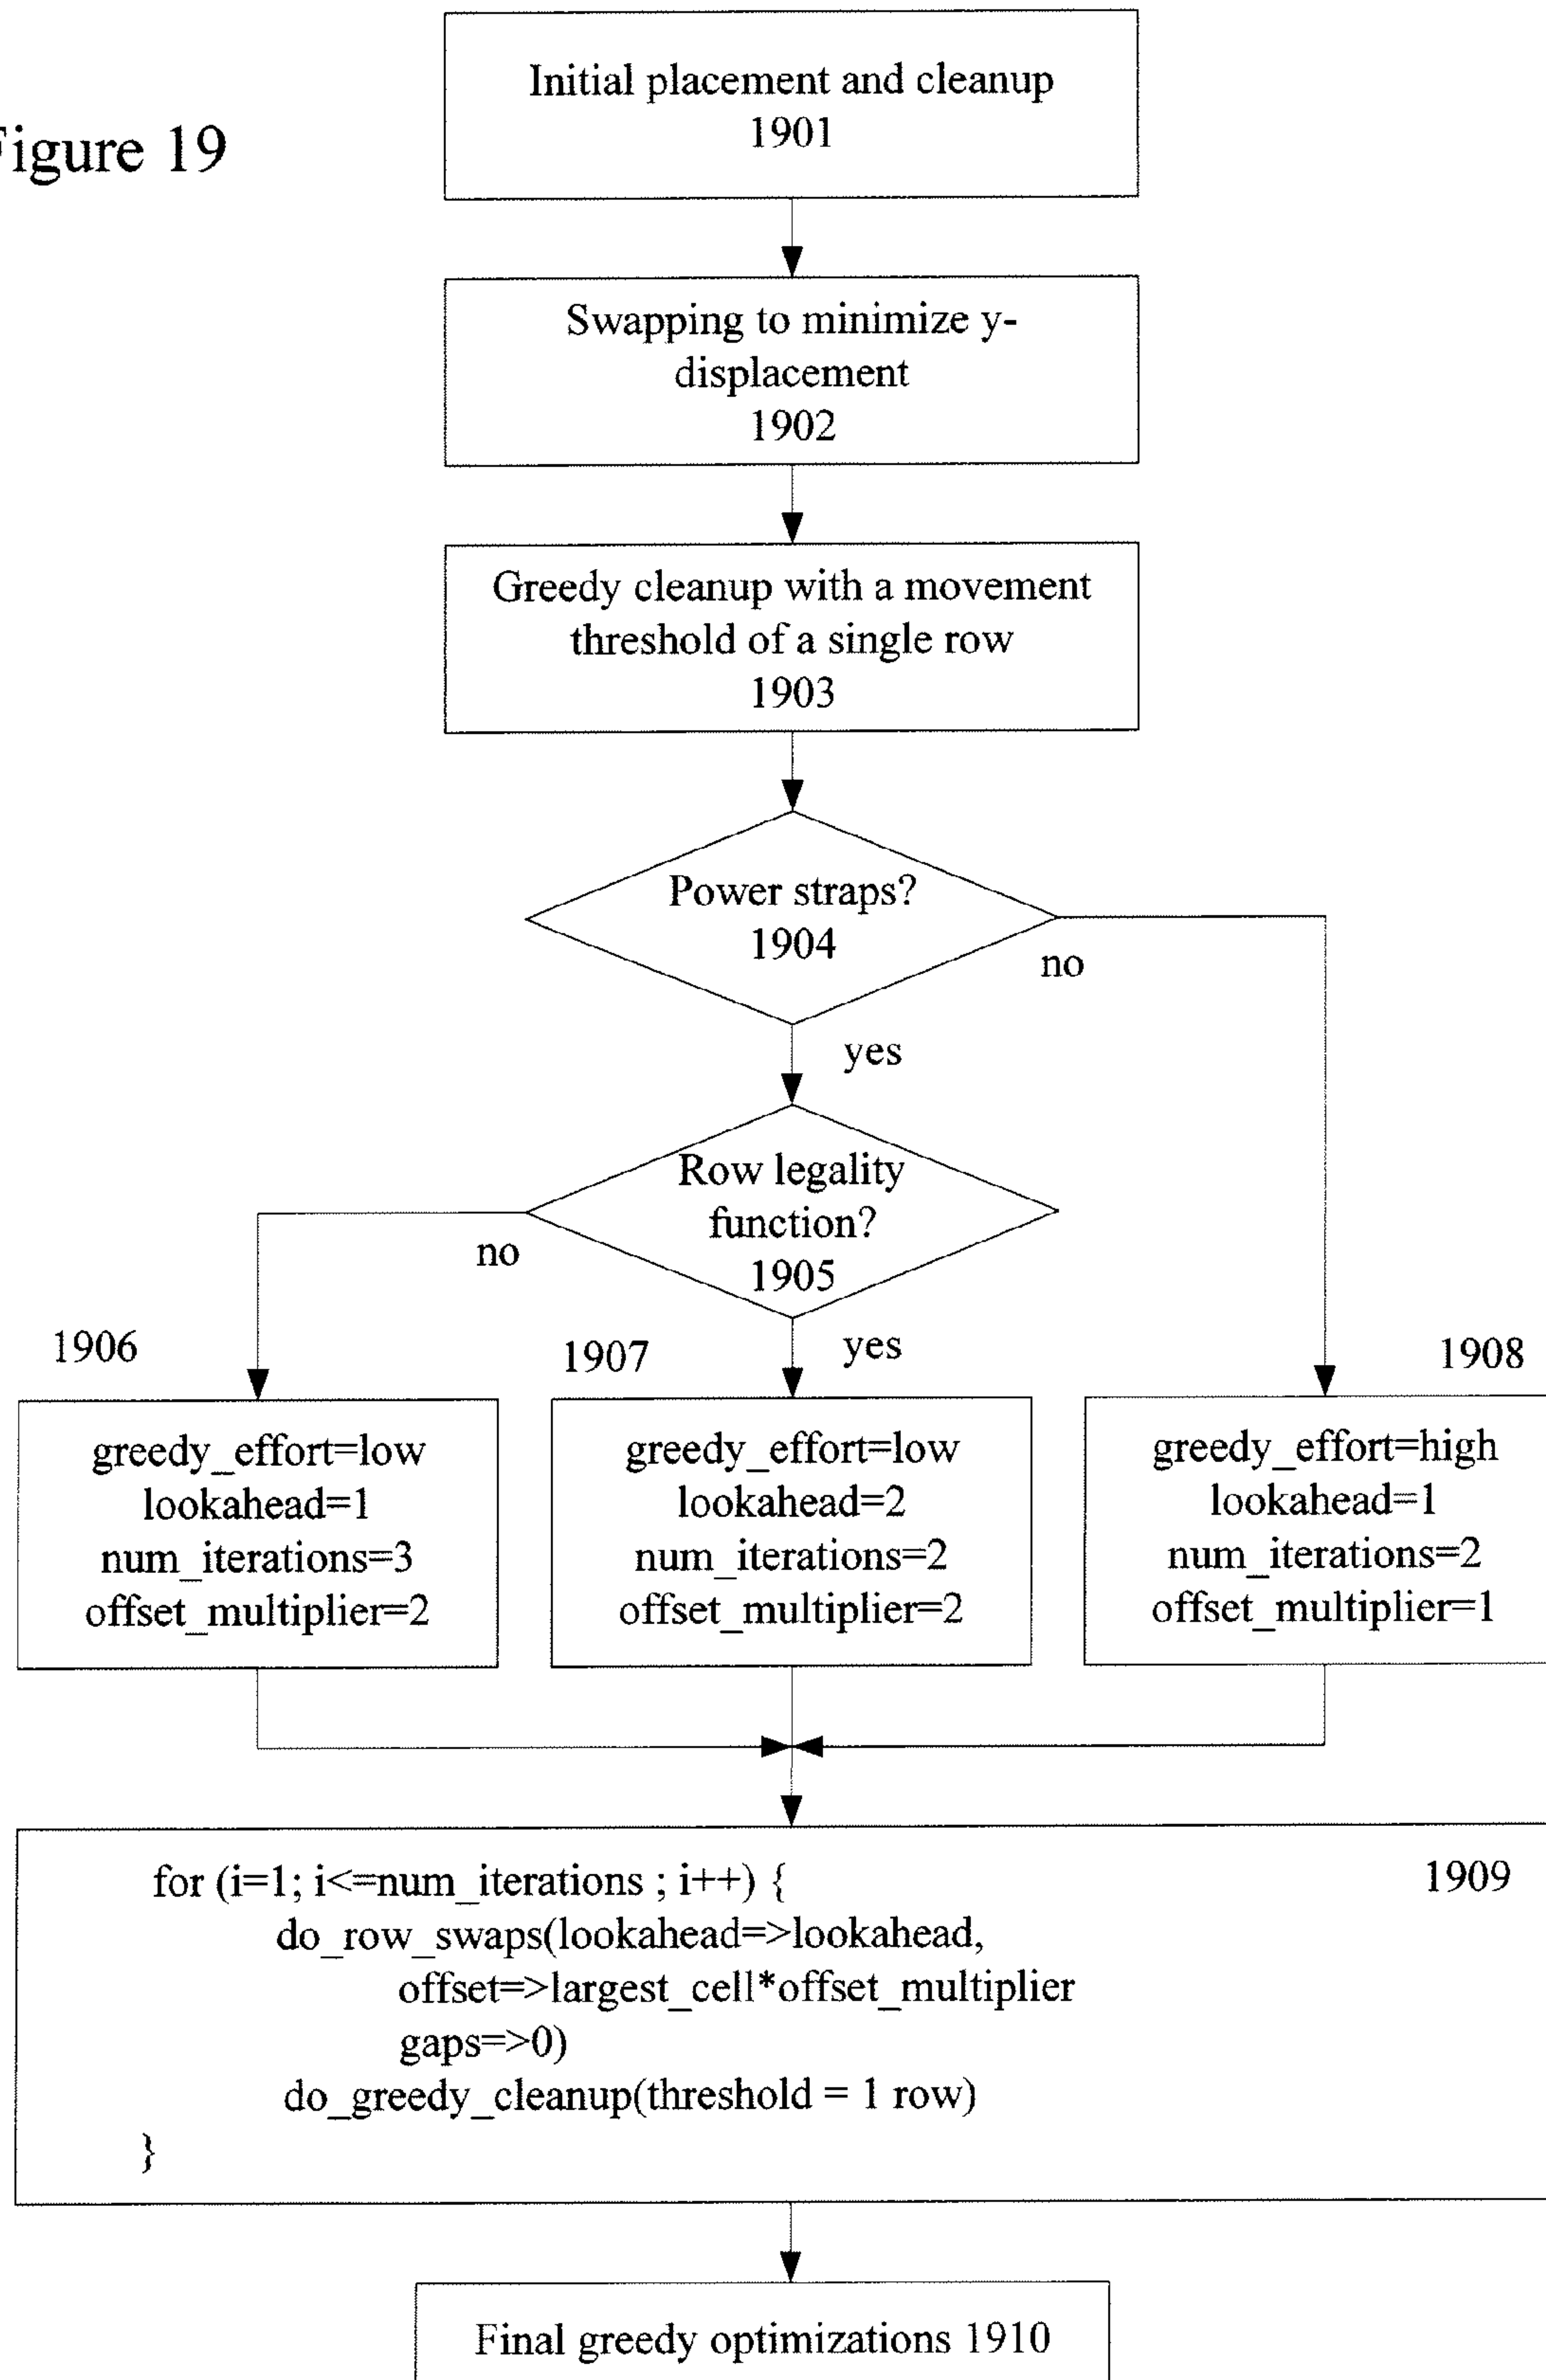 Figure 19
Initial placement and cleanup
1901
Swapping to minimize y-
displacement
1902
Greedy cleanup with a movement
threshold of a single row
1903
Power straps?
1904
no
yes
Row legality
function?
1905
no
yes
1906
greedy_effort=low
lookahead=1
num_iterations=3
offset_multiplier=2
1907
greedy_effort=low
lookahead=2
num_iterations=2
offset_multiplier=2
1908
greedy_effort=high
lookahead=1
num_iterations=2
offset_multiplier=1
1909
for (i=1; i<=num_iterations ; i++) {
do_row_swaps(lookahead=>lookahead,
offset=>largest_cell*offset_multiplier
gaps=>0)
do_greedy_cleanup(threshold = 1 row)
}
Final greedy optimizations 1910